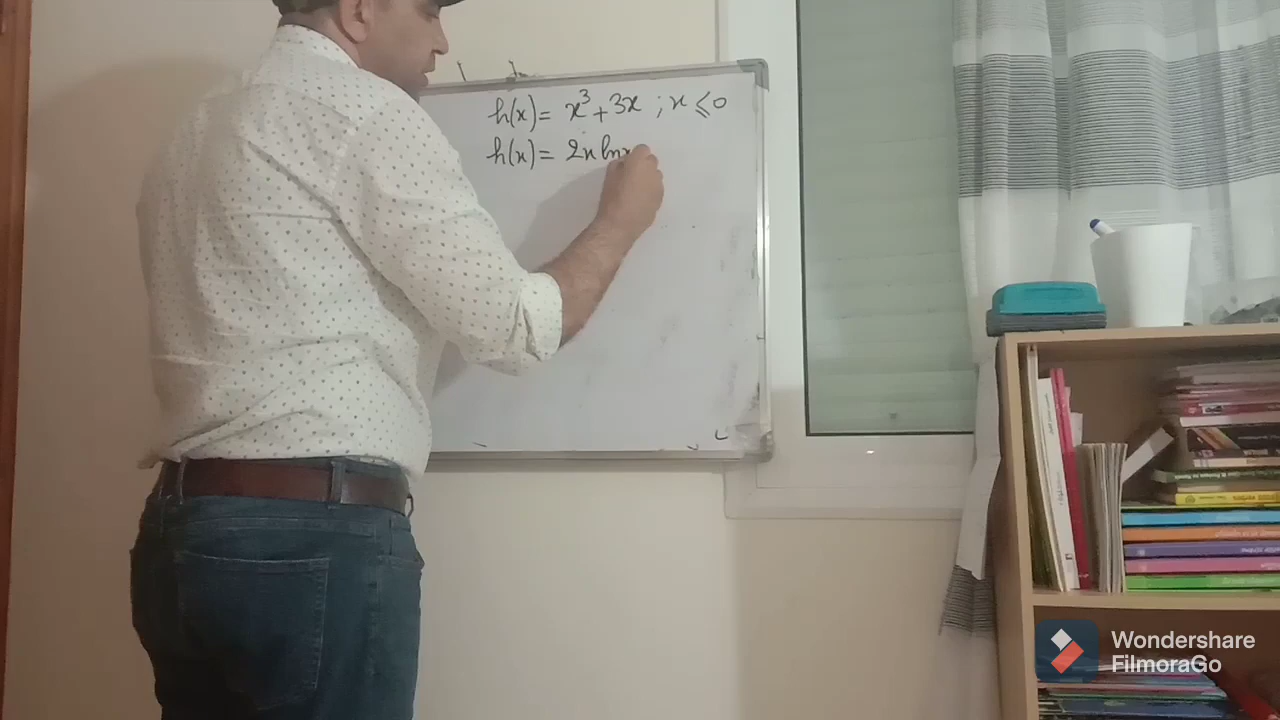 h(x) = x³ + 3x ; x ⩽ 0
h(x) = 2x ln x
Wondershare
FilmoraGo